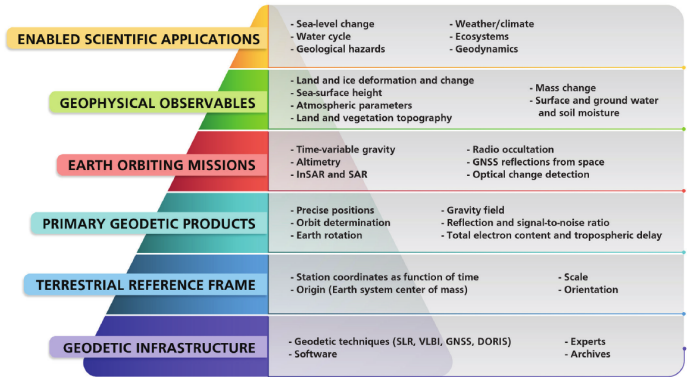 ENABLED SCIENTIFIC APPLICATIONS
- Sea-level change
- Water cycle
- Geological hazards
- Weather/climate
- Ecosystems
- Geodynamics
GEOPHYSICAL OBSERVABLES
- Land and ice deformation and change
- Sea-surface height
- Atmospheric parameters
- Land and vegetation topography
- Mass change
- Surface and ground water
and soil moisture
EARTH ORBITING MISSIONS
- Time-variable gravity
- Altimetry
- InSAR and SAR
- Radio occultation
- GNSS reflections from space
- Optical change detection
PRIMARY GEODETIC PRODUCTS
- Precise positions
- Orbit determination
- Earth rotation
- Gravity field
- Reflection and signal-to-noise ratio
- Total electron content and tropospheric delay
TERRESTRIAL REFERENCE FRAME
- Station coordinates as function of time
- Origin (Earth system center of mass)
- Scale
- Orientation
GEODETIC INFRASTRUCTURE
- Geodetic techniques (SLR, VLBI, GNSS, DORIS)
- Software
- Experts
- Archives